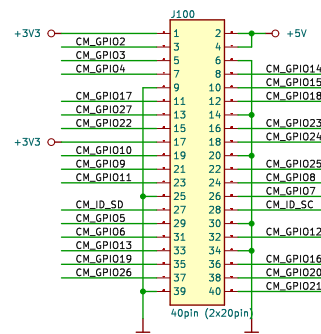 J100
+3V3 1 2 +5V
CM_GPIO2 3 4
CM_GPIO3 5 6
CM_GPIO4 7 8 CM_GPIO14
9 10 CM_GPIO15
CM_GPIO17 11 12 CM_GPIO18
CM_GPIO27 13 14
CM_GPIO22 15 16 CM_GPIO23
+3V3 17 18 CM_GPIO24
CM_GPIO10 19 20
CM_GPIO9 21 22 CM_GPIO25
CM_GPIO11 23 24 CM_GPIO8
25 26 CM_GPIO7
CM_ID_SD 27 28 CM_ID_SC
CM_GPIO5 29 30
CM_GPIO6 31 32 CM_GPIO12
CM_GPIO13 33 34
CM_GPIO19 35 36 CM_GPIO16
CM_GPIO26 37 38 CM_GPIO20
39 40 CM_GPIO21
40pin (2x20pin)